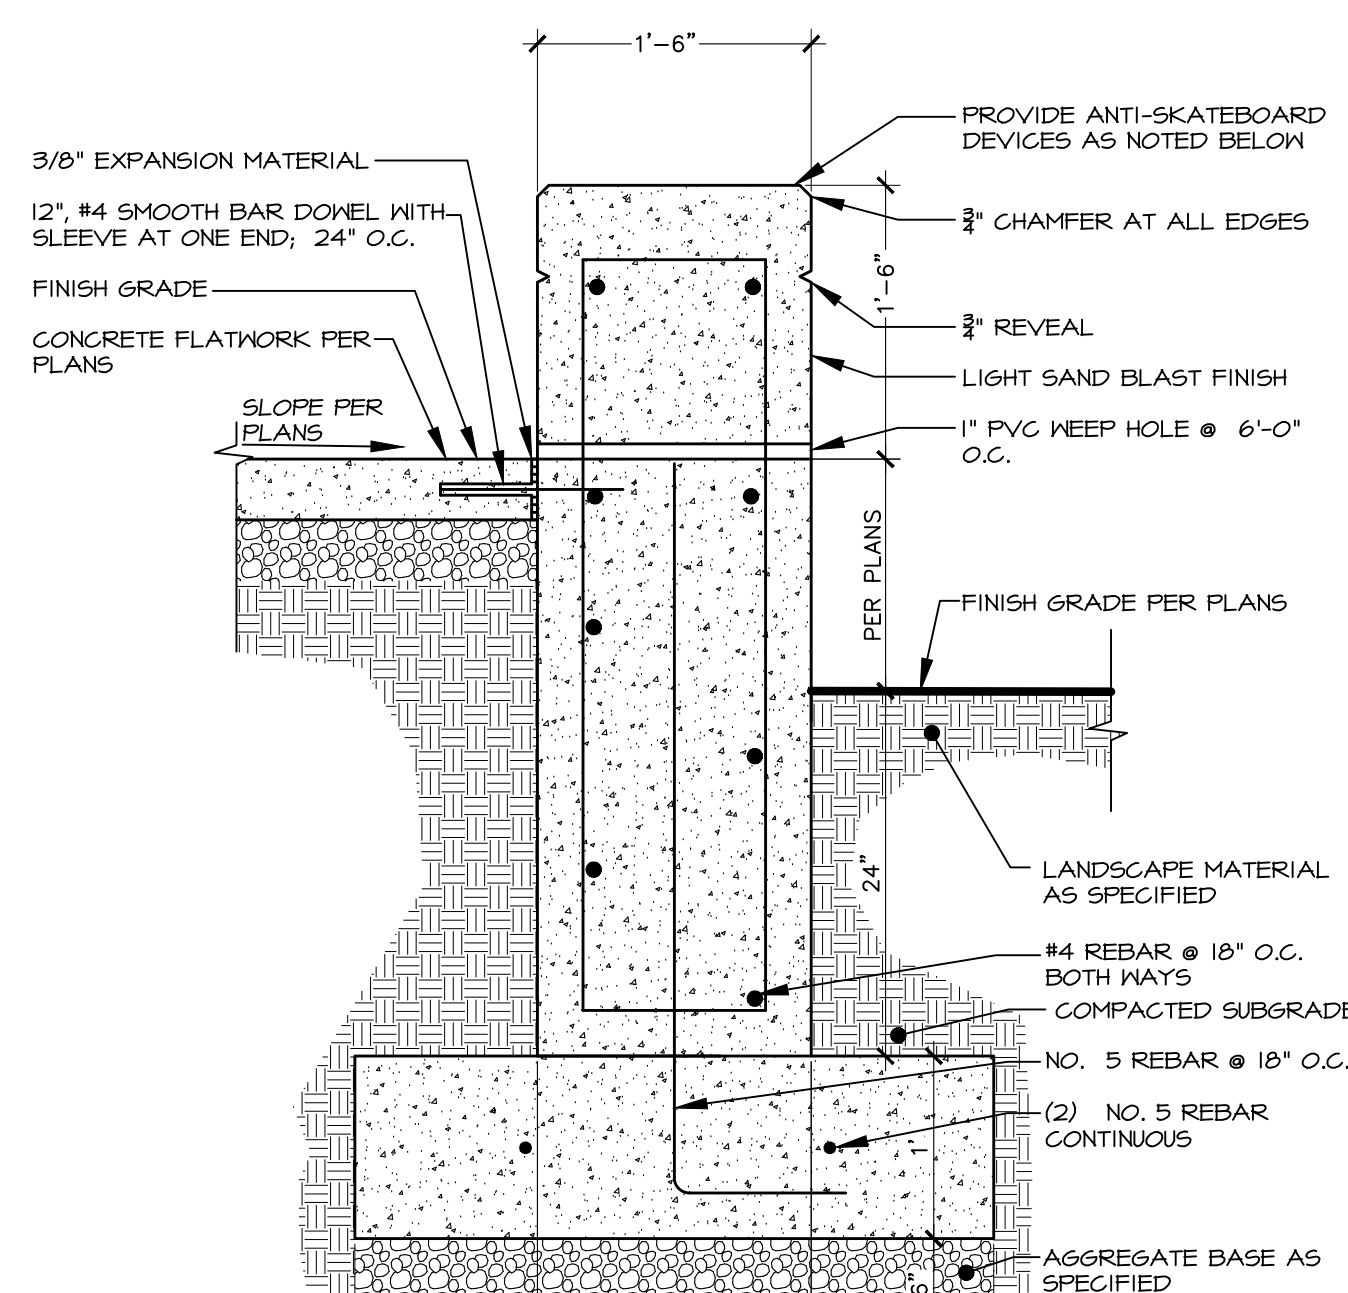 1'-6"
PROVIDE ANTI-SKATEBOARD
DEVICES AS NOTED BELOW
3/8" EXPANSION MATERIAL
12", #4 SMOOTH BAR DOWEL WITH
SLEEVE AT ONE END; 24" O.C.
3/4" CHAMFER AT ALL EDGES
1'-6"
FINISH GRADE
3/4" REVEAL
CONCRETE FLATWORK PER
PLANS
LIGHT SAND BLAST FINISH
SLOPE PER
PLANS
1" PVC WEEP HOLE @ 6'-0"
O.C.
PER PLANS
FINISH GRADE PER PLANS
24"
LANDSCAPE MATERIAL
AS SPECIFIED
#4 REBAR @ 18" O.C.
BOTH WAYS
COMPACTED SUBGRADE
NO. 5 REBAR @ 18" O.C.
(2) NO. 5 REBAR
CONTINUOUS
1'
AGGREGATE BASE AS
SPECIFIED
6"